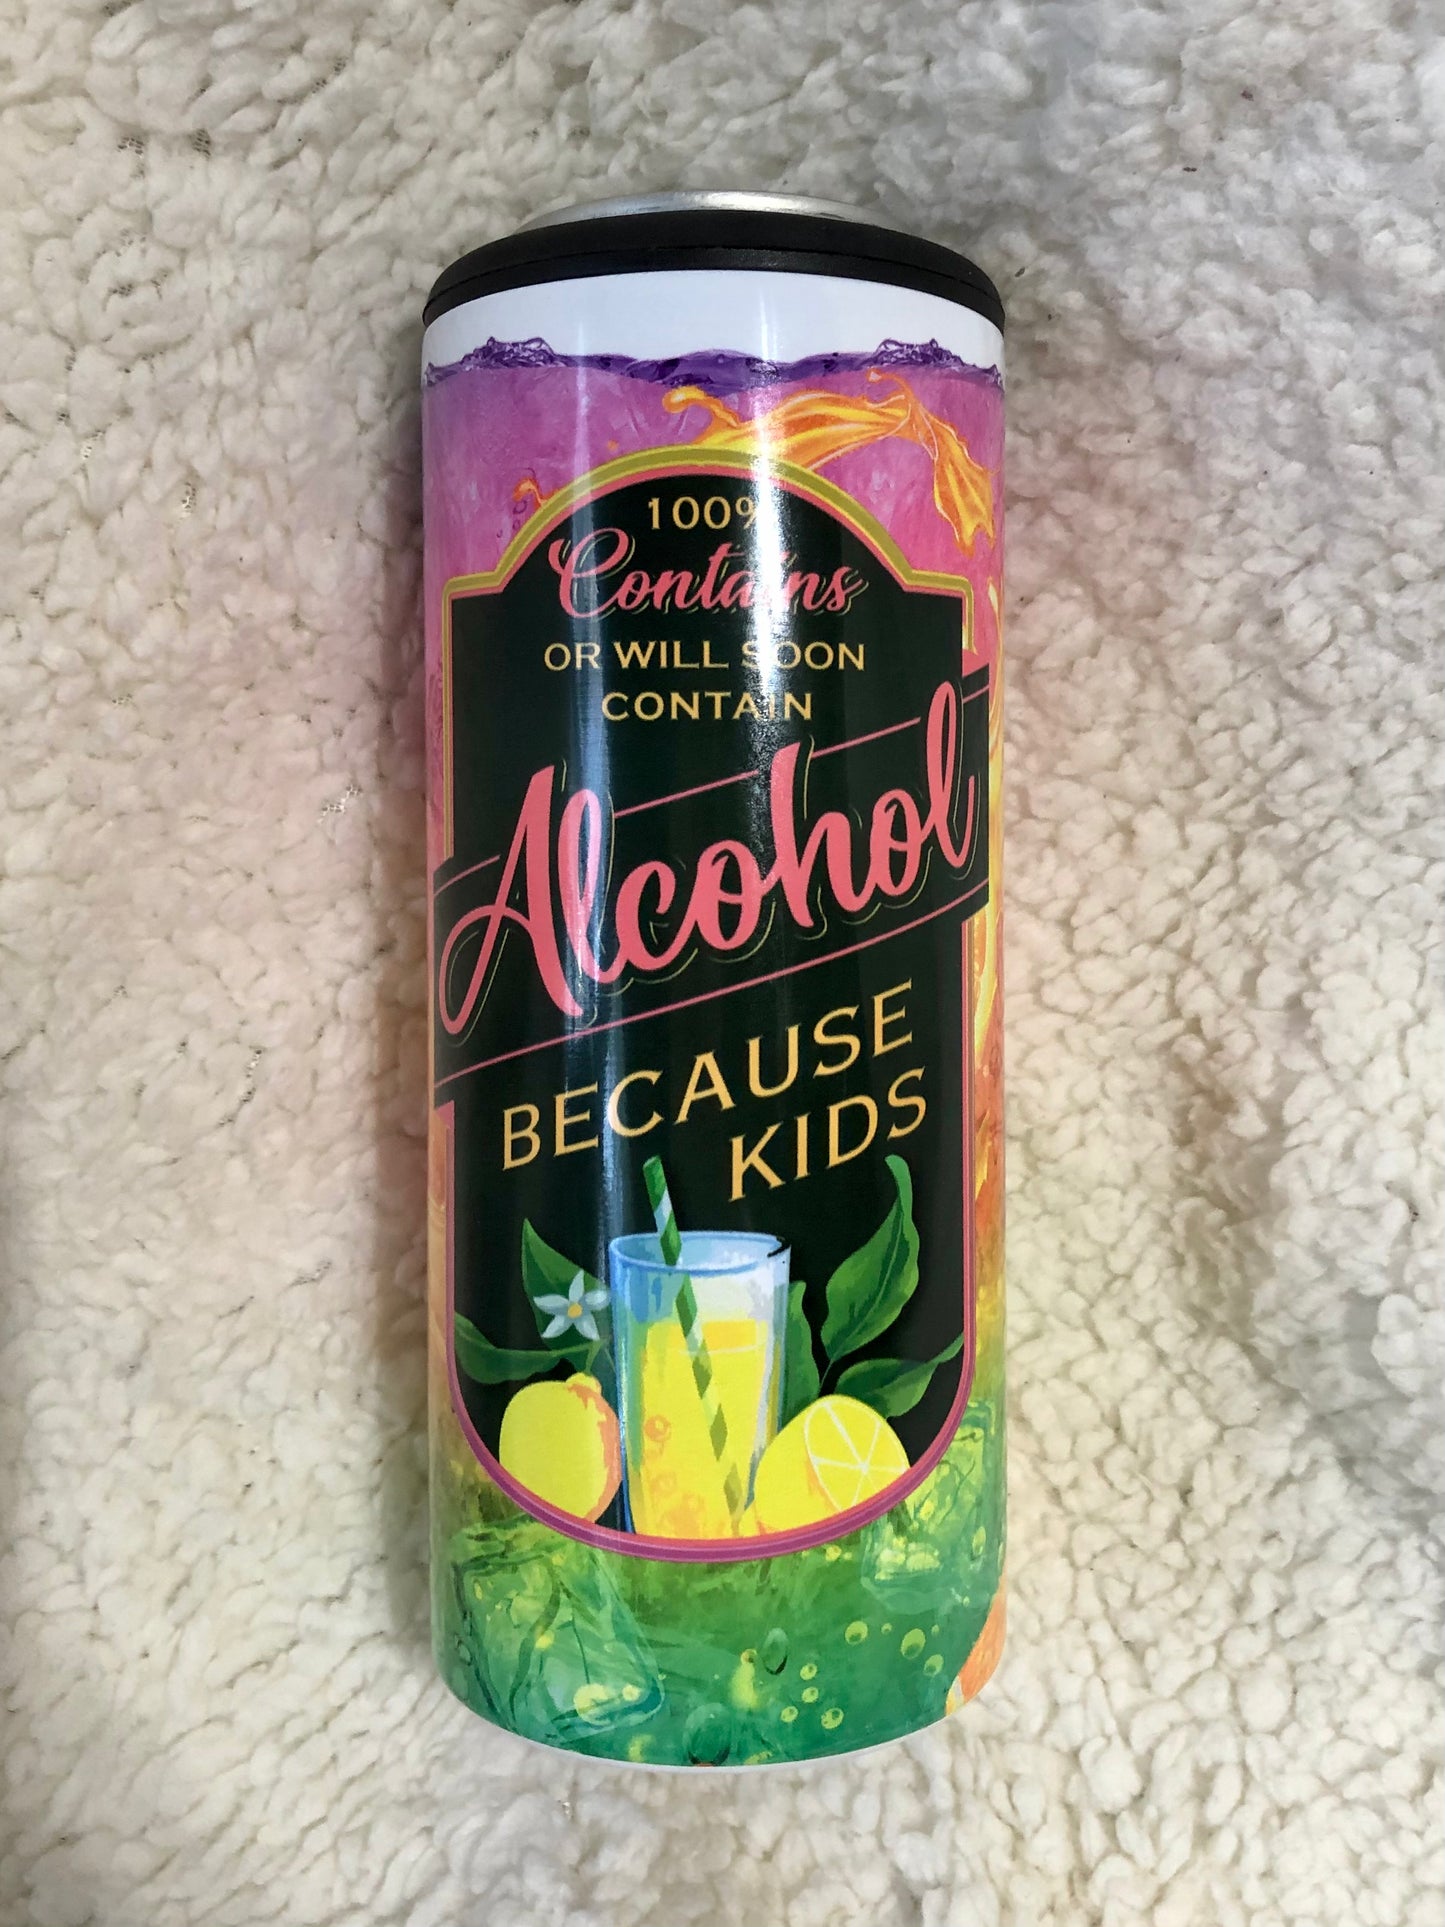 100%
Contains
OR WILL SOON
CONTAIN
Alcohol
BECAUSE
KIDS